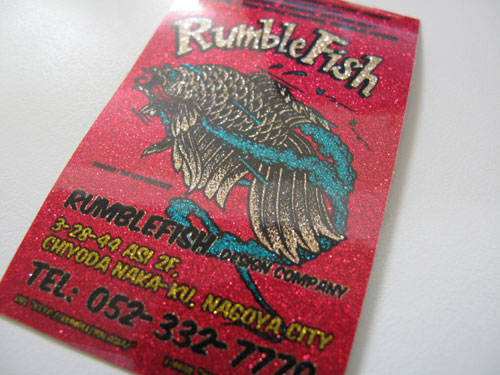 RumbleFish
RUMBLEFISH DESIGN COMPANY
3-28-44 ASI 2F,
CHIYODA NAKA-KU, NAGOYA CITY
TEL: 052-332-7770